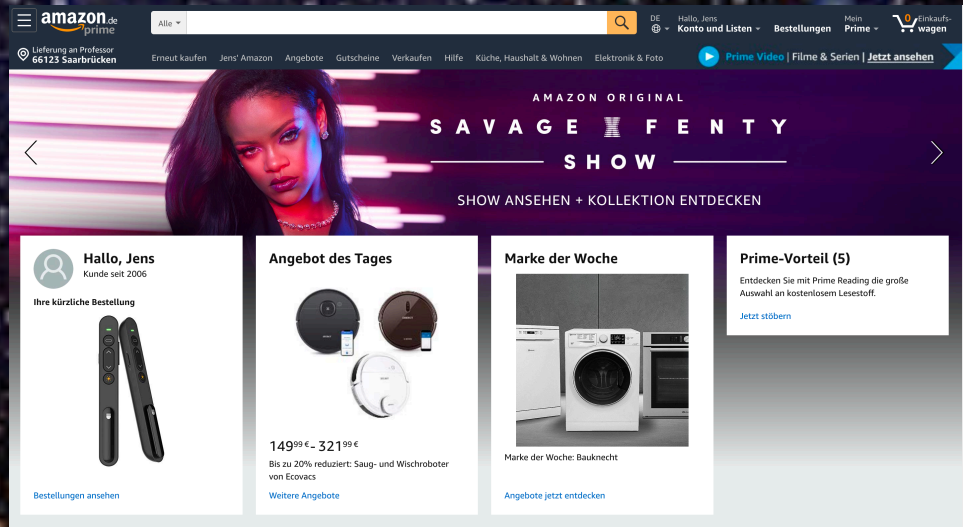 amazon.de
prime
Alle
DE
Hallo, Jens
Konto und Listen
Bestellungen
Mein
Prime
0
Einkaufs-
wagen
Lieferung an Professor
66123 Saarbrücken
Erneut kaufen Jens' Amazon Angebote Gutscheine Verkaufen Hilfe Küche, Haushalt & Wohnen Elektronik & Foto
Prime Video | Filme & Serien | Jetzt ansehen
AMAZON ORIGINAL
SAVAGE X FENTY
SHOW
SHOW ANSEHEN + KOLLEKTION ENTDECKEN
Hallo, Jens
Kunde seit 2006
Ihre kürzliche Bestellung
Bestellungen ansehen
Angebot des Tages
14999 € - 32199 €
Bis zu 20% reduziert: Saug- und Wischroboter
von Ecovacs
Weitere Angebote
Marke der Woche
Marke der Woche: Bauknecht
Angebote jetzt entdecken
Prime-Vorteil (5)
Entdecken Sie mit Prime Reading die große
Auswahl an kostenlosem Lesestoff.
Jetzt stöbern